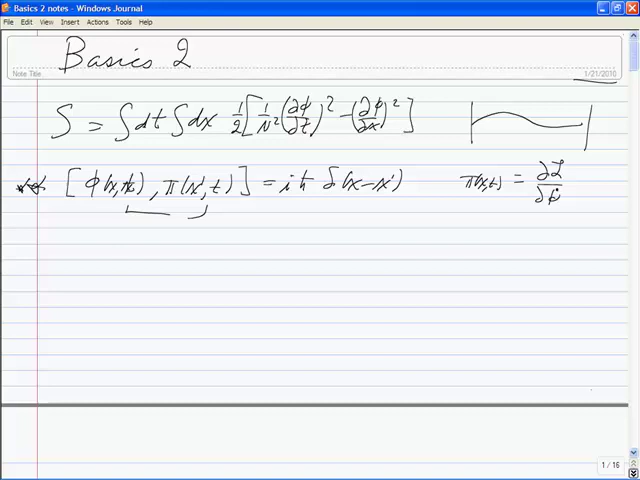 Basics 2 notes - Windows Journal
File Edit View Insert Actions Tools Help
Basics 2
Note Title
1/21/2010
S = ∫dt ∫dx 1/2 [ 1/v² (∂φ/∂t)² − (∂φ/∂x)² ]
[ φ(x,t), π(x',t) ] = iħ δ(x−x') π(x,t) = ∂ℒ/∂φ̇
1 / 16